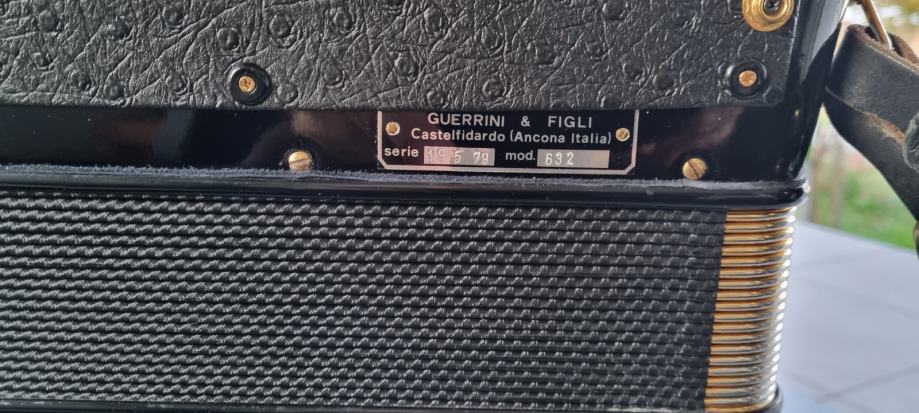 GUERRINI & FIGLI
Castelfidardo (Ancona Italia)
serie 19579 mod. 632